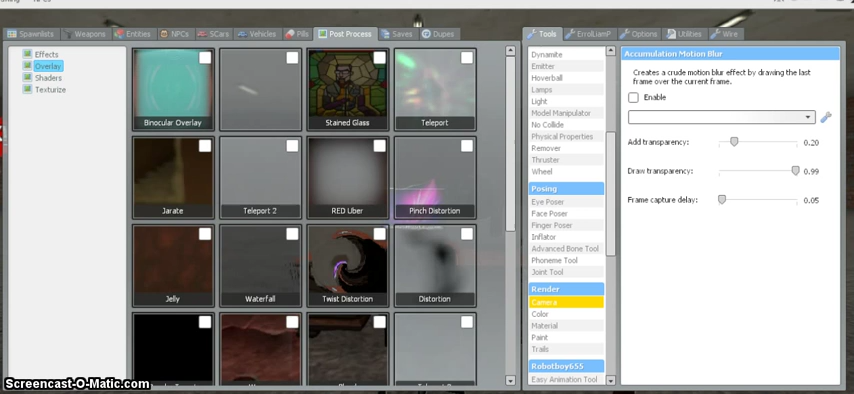 Spawnlists Weapons Entities NPCs SCars Vehicles Pills Post Process Saves Dupes
Tools ErrolLiamP Options Utilities Wire
Effects
Overlay
Shaders
Texturize
Binocular Overlay
Stained Glass
Teleport
Jarate
Teleport 2
RED Uber
Pinch Distortion
Jelly
Waterfall
Twist Distortion
Distortion
Dynamite
Emitter
Hoverball
Lamps
Light
Model Manipulator
No Collide
Physical Properties
Remover
Thruster
Wheel
Posing
Eye Poser
Face Poser
Finger Poser
Inflator
Advanced Bone Tool
Phoneme Tool
Joint Tool
Render
Camera
Color
Material
Paint
Trails
Robotboy655
Easy Animation Tool
Accumulation Motion Blur
Creates a crude motion blur effect by drawing the last
frame over the current frame.
Enable
Add transparency: 0.20
Draw transparency: 0.99
Frame capture delay: 0.05
Screencast-O-Matic.com